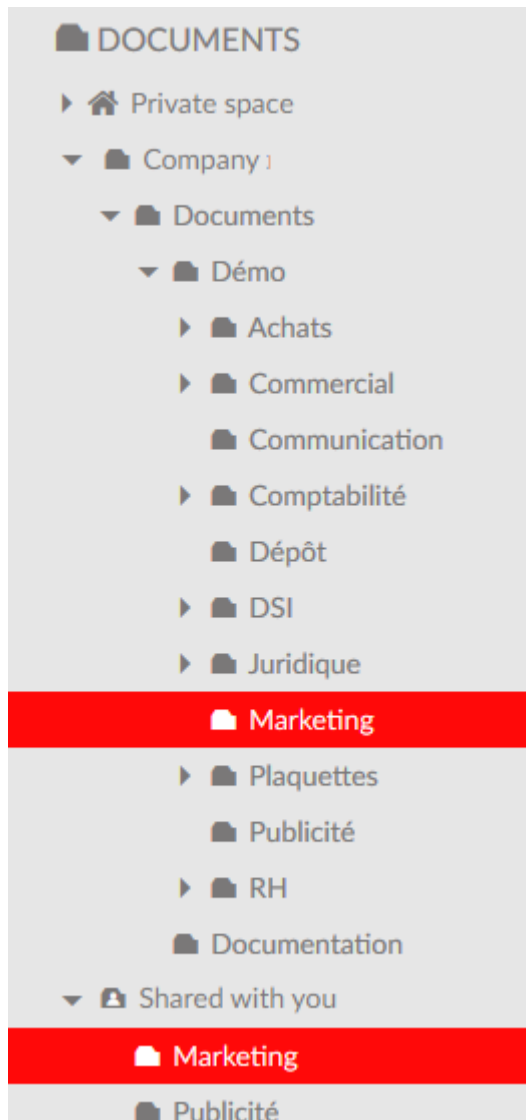 DOCUMENTS
Private space
Company
Documents
Démo
Achats
Commercial
Communication
Comptabilité
Dépôt
DSI
Juridique
Marketing
Plaquettes
Publicité
RH
Documentation
Shared with you
Marketing
Publicité